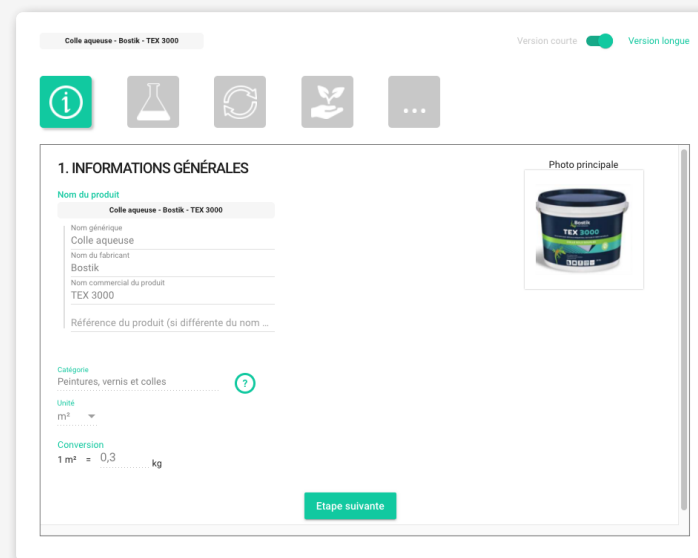 Colle aqueuse - Bostik - TEX 3000
Version courte
Version longue
1. INFORMATIONS GÉNÉRALES
Photo principale
Nom du produit
Colle aqueuse - Bostik - TEX 3000
Nom générique
Colle aqueuse
Nom du fabricant
Bostik
Nom commercial du produit
TEX 3000
Référence du produit (si différente du nom ...
Bostik
TEX 3000
Catégorie
Peintures, vernis et colles
?
Unité
m²
Conversion
1 m² = 0,3 kg
Etape suivante